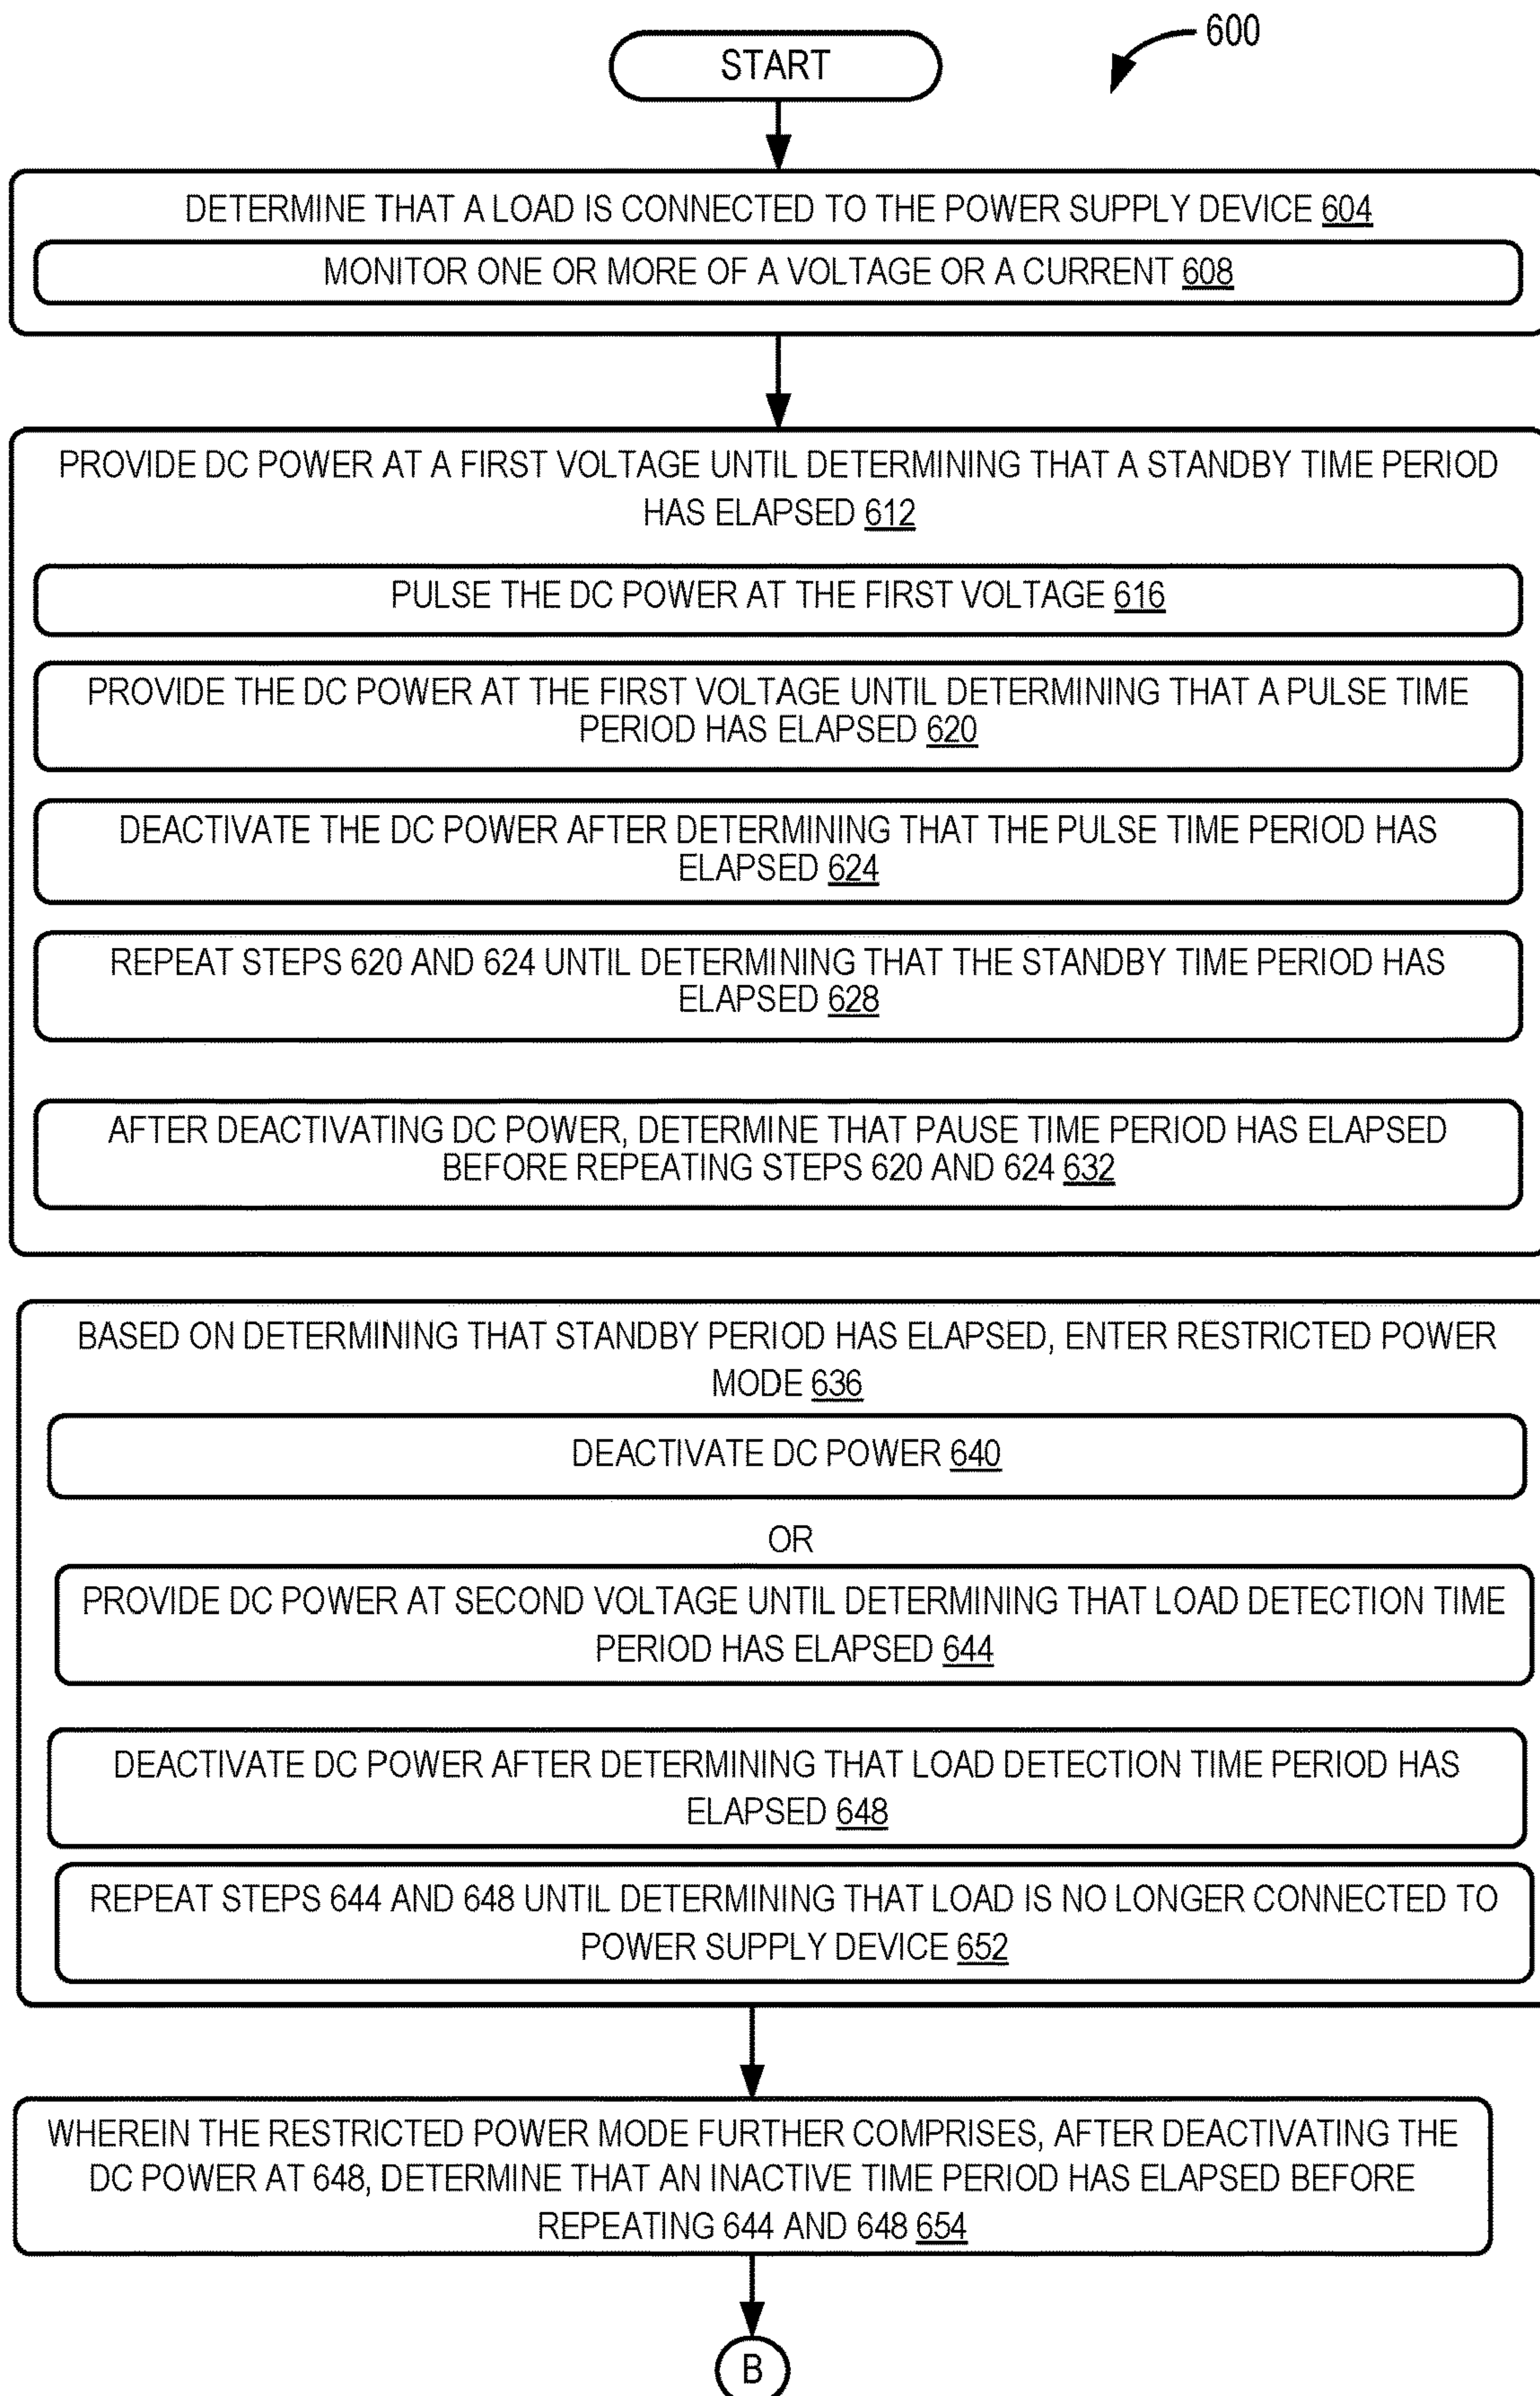 600
START
DETERMINE THAT A LOAD IS CONNECTED TO THE POWER SUPPLY DEVICE 604
MONITOR ONE OR MORE OF A VOLTAGE OR A CURRENT 608
PROVIDE DC POWER AT A FIRST VOLTAGE UNTIL DETERMINING THAT A STANDBY TIME PERIOD
HAS ELAPSED 612
PULSE THE DC POWER AT THE FIRST VOLTAGE 616
PROVIDE THE DC POWER AT THE FIRST VOLTAGE UNTIL DETERMINING THAT A PULSE TIME
PERIOD HAS ELAPSED 620
DEACTIVATE THE DC POWER AFTER DETERMINING THAT THE PULSE TIME PERIOD HAS
ELAPSED 624
REPEAT STEPS 620 AND 624 UNTIL DETERMINING THAT THE STANDBY TIME PERIOD HAS
ELAPSED 628
AFTER DEACTIVATING DC POWER, DETERMINE THAT PAUSE TIME PERIOD HAS ELAPSED
BEFORE REPEATING STEPS 620 AND 624 632
BASED ON DETERMINING THAT STANDBY PERIOD HAS ELAPSED, ENTER RESTRICTED POWER
MODE 636
DEACTIVATE DC POWER 640
OR
PROVIDE DC POWER AT SECOND VOLTAGE UNTIL DETERMINING THAT LOAD DETECTION TIME
PERIOD HAS ELAPSED 644
DEACTIVATE DC POWER AFTER DETERMINING THAT LOAD DETECTION TIME PERIOD HAS
ELAPSED 648
REPEAT STEPS 644 AND 648 UNTIL DETERMINING THAT LOAD IS NO LONGER CONNECTED TO
POWER SUPPLY DEVICE 652
WHEREIN THE RESTRICTED POWER MODE FURTHER COMPRISES, AFTER DEACTIVATING THE
DC POWER AT 648, DETERMINE THAT AN INACTIVE TIME PERIOD HAS ELAPSED BEFORE
REPEATING 644 AND 648 654
B